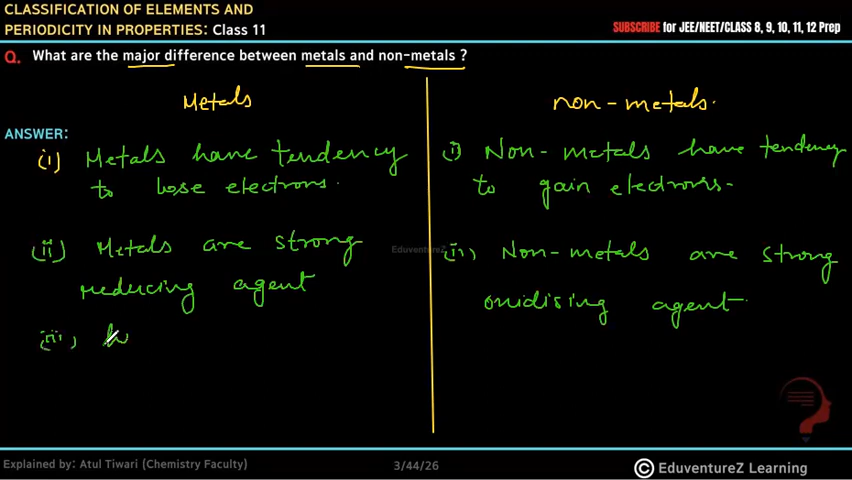 CLASSIFICATION OF ELEMENTS AND
PERIODICITY IN PROPERTIES: Class 11
SUBSCRIBE for JEE/NEET/CLASS 8, 9, 10, 11, 12 Prep
Q. What are the major difference between metals and non-metals ?
Metals
ANSWER:
(i) Metals have tendency
to lose electrons.
(ii) Metals are strong
reducing agent
(iii)
non-metals.
i) Non-metals have tendency
to gain electrons-
(ii) Non-metals are strong
oxidising agent
EduventureZ
Explained by: Atul Tiwari (Chemistry Faculty)
3/44/26
© EduventureZ Learning